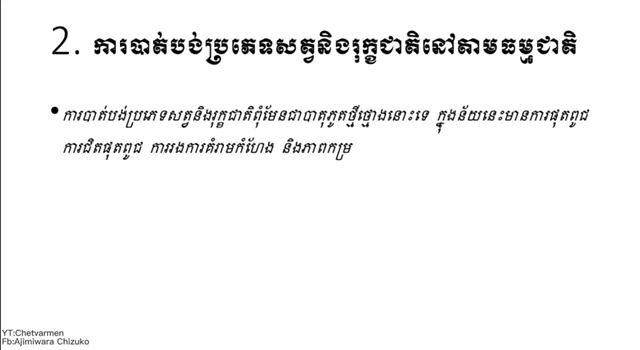 2. ការបាត់បង់ប្រភេទសត្វនិងរុក្ខជាតិនៅតាមធម្មជាតិ
•ការបាត់បង់ប្រភេទសត្វនិងរុក្ខជាតិពុំមែនជាបាតុភូតថ្មីថ្មោងនោះទេ ក្នុងន័យនេះមានការផុតពូជ
ការជិតផុតពូជ ការរងការគំរាមកំហែង និងភាពកម្រ
YT:Chetvarmen
Fb:Ajimiwara Chizuko